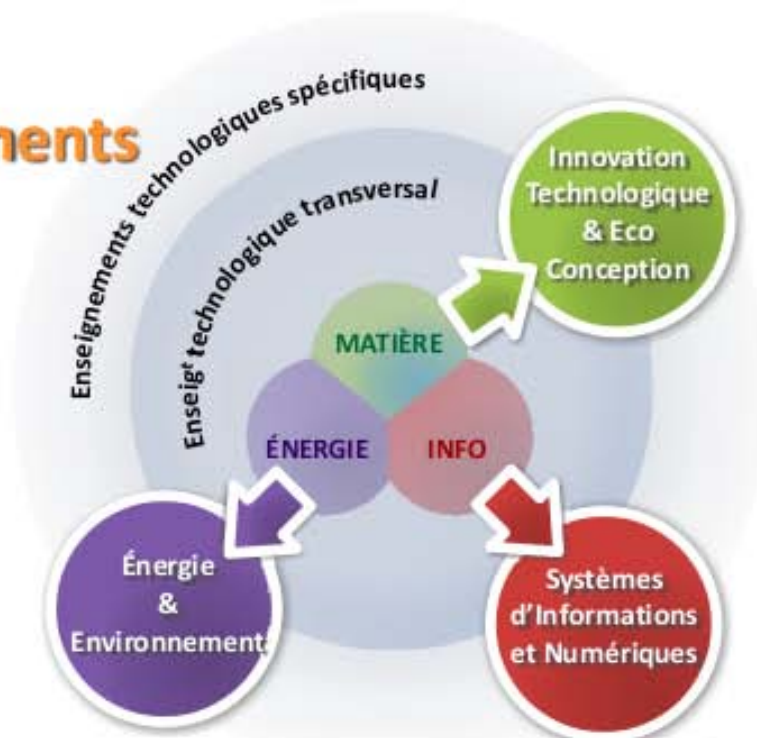 Enseignements technologiques spécifiques
Enseigᵗ technologique transversal
Innovation
Technologique
& Eco
Conception
MATIÈRE
ÉNERGIE
INFO
Énergie
&
Environnement
Systèmes
d'Informations
et Numériques